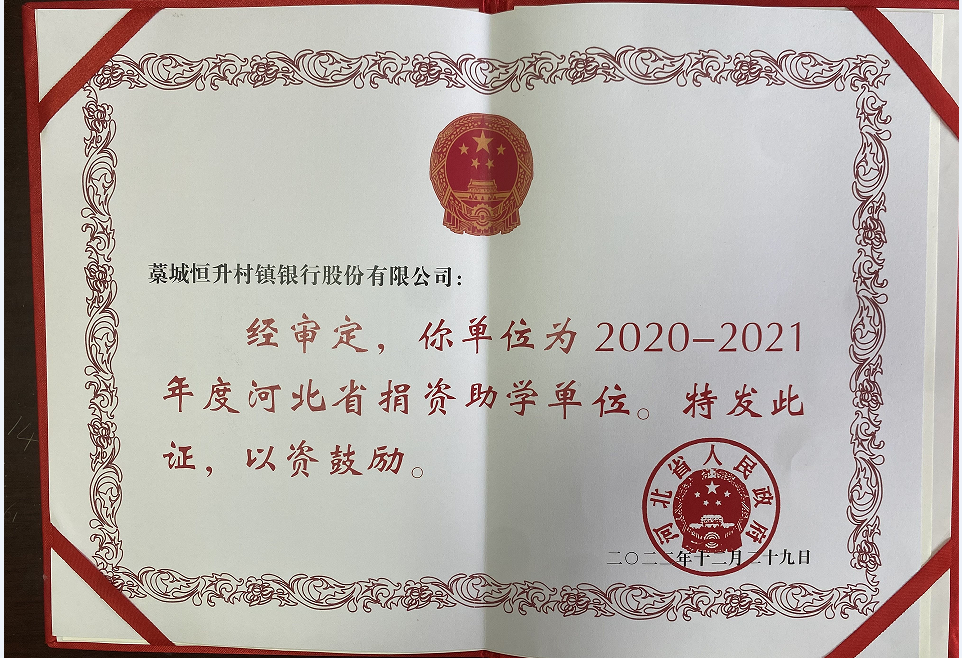 藁城恒升村镇银行股份有限公司：
经审定，你单位为2020-2021
年度河北省捐资助学单位。特发此
证，以资鼓励。
河北省人民政府
二〇二二年十二月二十九日